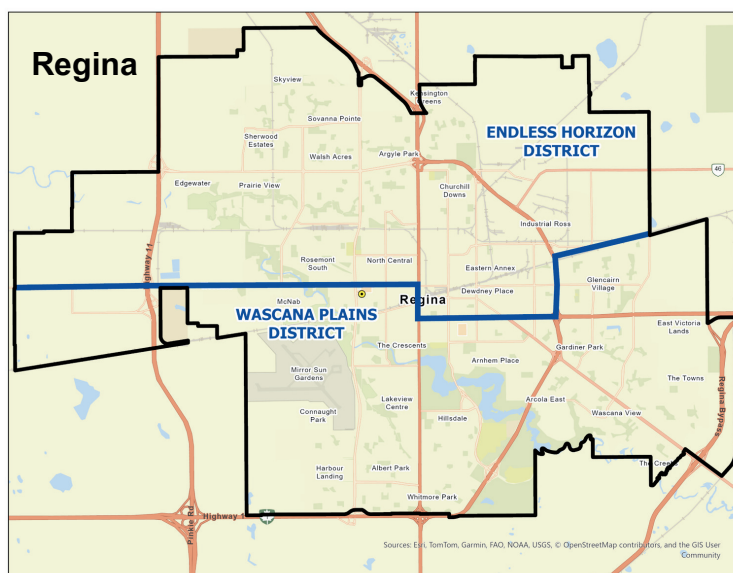 Regina
Skyview
Kensington
Greens
Sovanna Pointe
ENDLESS HORIZON
DISTRICT
Sherwood
Estates
Walsh Acres
Argyle Park
46
Edgewater
Prairie View
Churchill
Downs
Industrial Ross
Highway 11
Rosemont
South
North Central
Eastern Annex
Glencairn
Village
McNab
Regina
Dewdney Place
WASCANA PLAINS
DISTRICT
East Victoria
Lands
The Crescents
Gardiner Park
Mirror Sun
Gardens
Arnhem Place
The Towns
Regina Bypass
Connaught
Park
Lakeview
Centre
Arcola East
Hillsdale
Wascana View
Harbour
Landing
Albert Park
The Creeks
Whitmore Park
Pinkie Rd
Highway 1
Sources: Esri, TomTom, Garmin, FAO, NOAA, USGS, © OpenStreetMap contributors, and the GIS User
Community